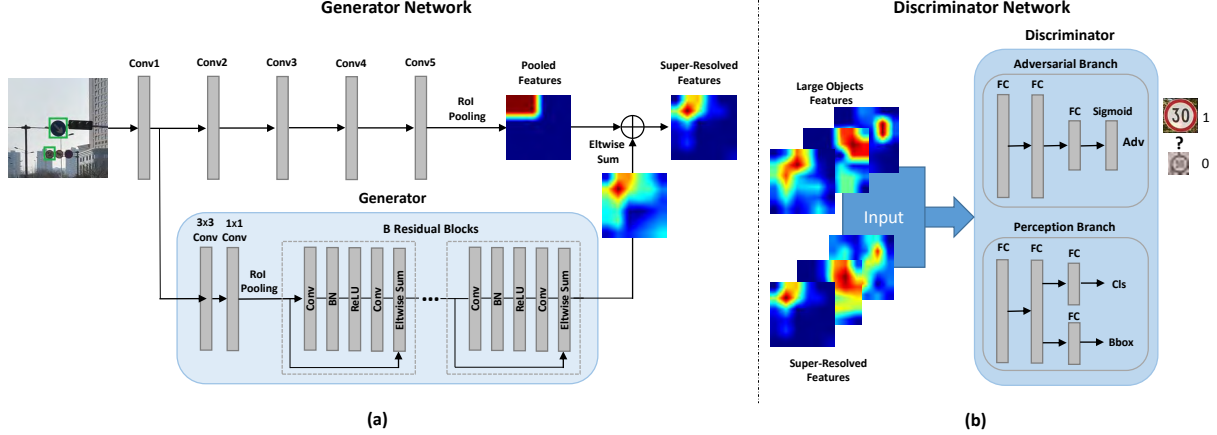 Generator Network
Conv1
Conv2
Conv3
Conv4
Conv5
RoI
Pooling
Pooled
Features
Eltwise
Sum
Super-Resolved
Features
Generator
3x3
Conv
1x1
Conv
RoI
Pooling
B Residual Blocks
Conv
BN
ReLU
Conv
Eltwise Sum
Conv
BN
ReLU
Conv
Eltwise Sum
(a)
Discriminator Network
Large Objects
Features
Input
Super-Resolved
Features
Discriminator
Adversarial Branch
FC
FC
FC
Sigmoid
Adv
30
1
?
0
Perception Branch
FC
FC
FC
Cls
FC
Bbox
(b)